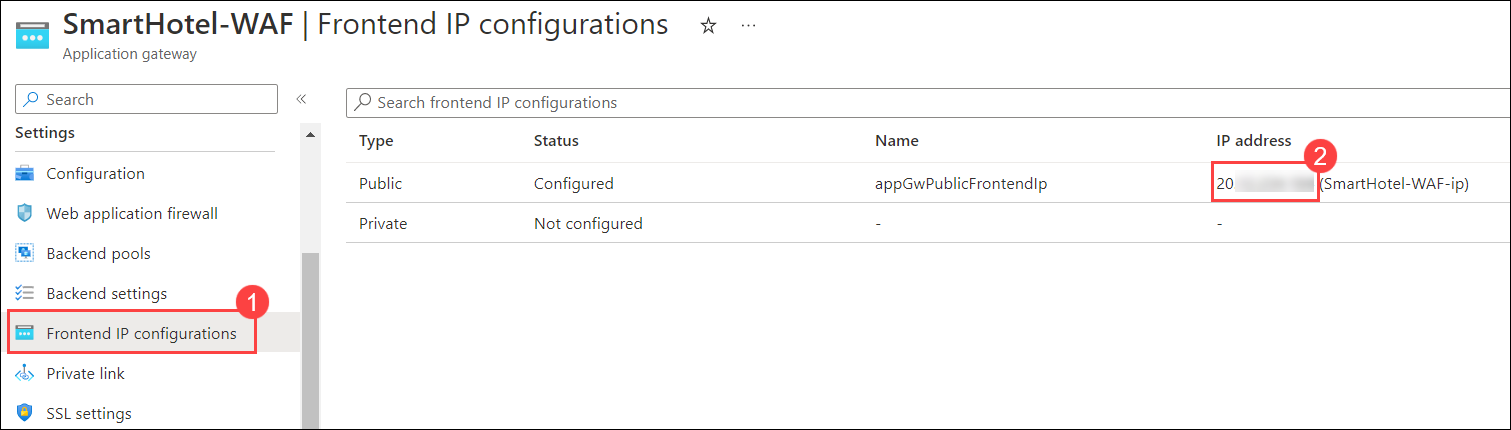 SmartHotel-WAF | Frontend IP configurations ☆ ···
Application gateway
Search «
Search frontend IP configurations
Settings
Type Status Name IP address
2
Configuration
Public Configured appGwPublicFrontendIp 20 (SmartHotel-WAF-ip)
Web application firewall
Private Not configured - -
Backend pools
Backend settings
1
Frontend IP configurations
Private link
SSL settings